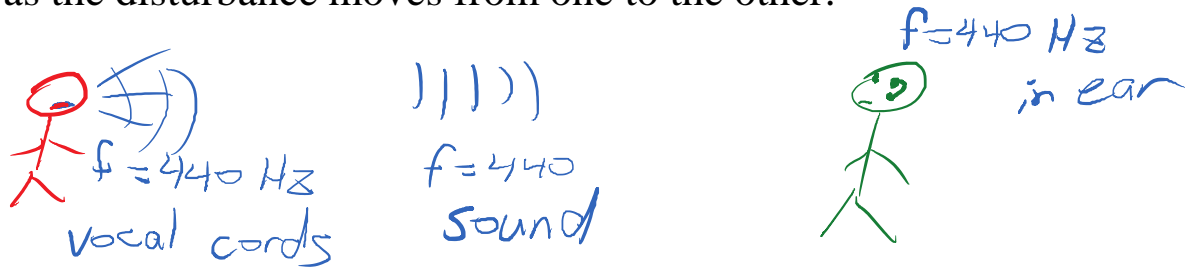 as the disturbance moves from one to the other.
f=440 Hz
in ear
f=440 Hz
vocal cords
f=440
sound